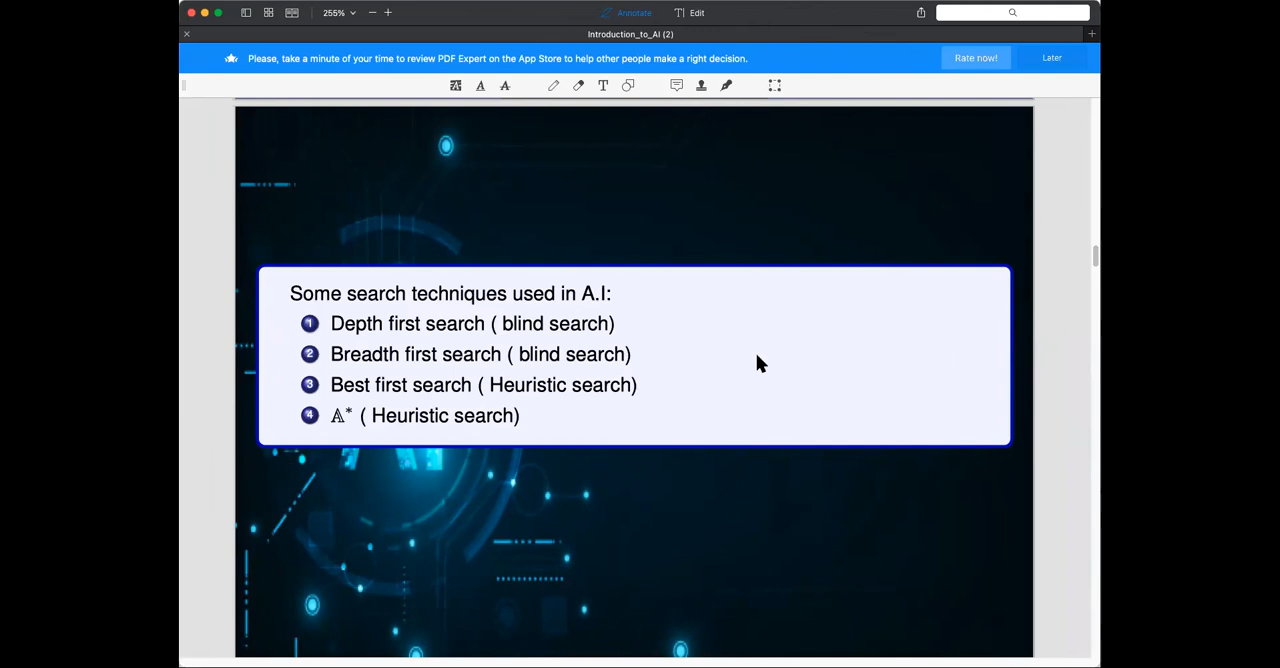 255%
Annotate
Edit
Introduction_to_AI (2)
Please, take a minute of your time to review PDF Expert on the App Store to help other people make a right decision.
Rate now!
Later
Some search techniques used in A.I:
1 Depth first search ( blind search)
2 Breadth first search ( blind search)
3 Best first search ( Heuristic search)
4 𝔸* ( Heuristic search)